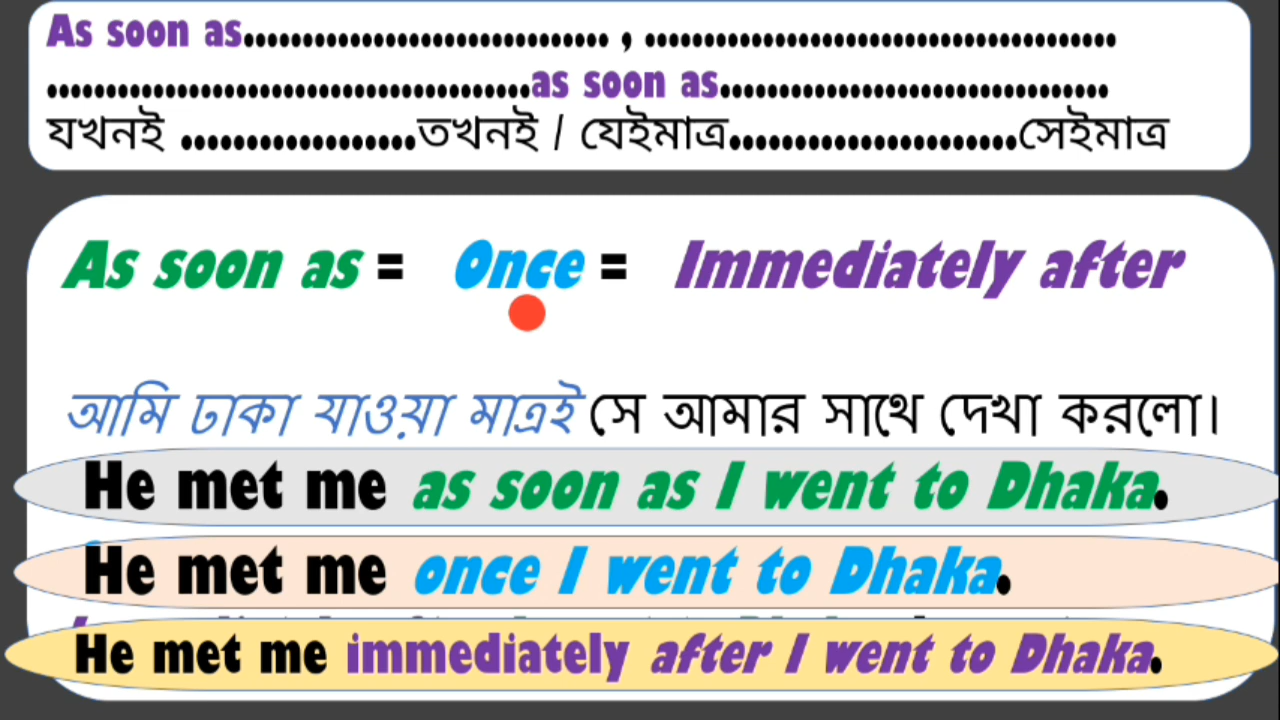 As soon as............................... , ........................................
.........................................as soon as.................................
যখনই ..................তখনই / যেইমাত্র......................সেইমাত্র
As soon as = Once = Immediately after
আমি ঢাকা যাওয়া মাত্রই সে আমার সাথে দেখা করলো।
He met me as soon as I went to Dhaka.
He met me once I went to Dhaka.
He met me immediately after I went to Dhaka.